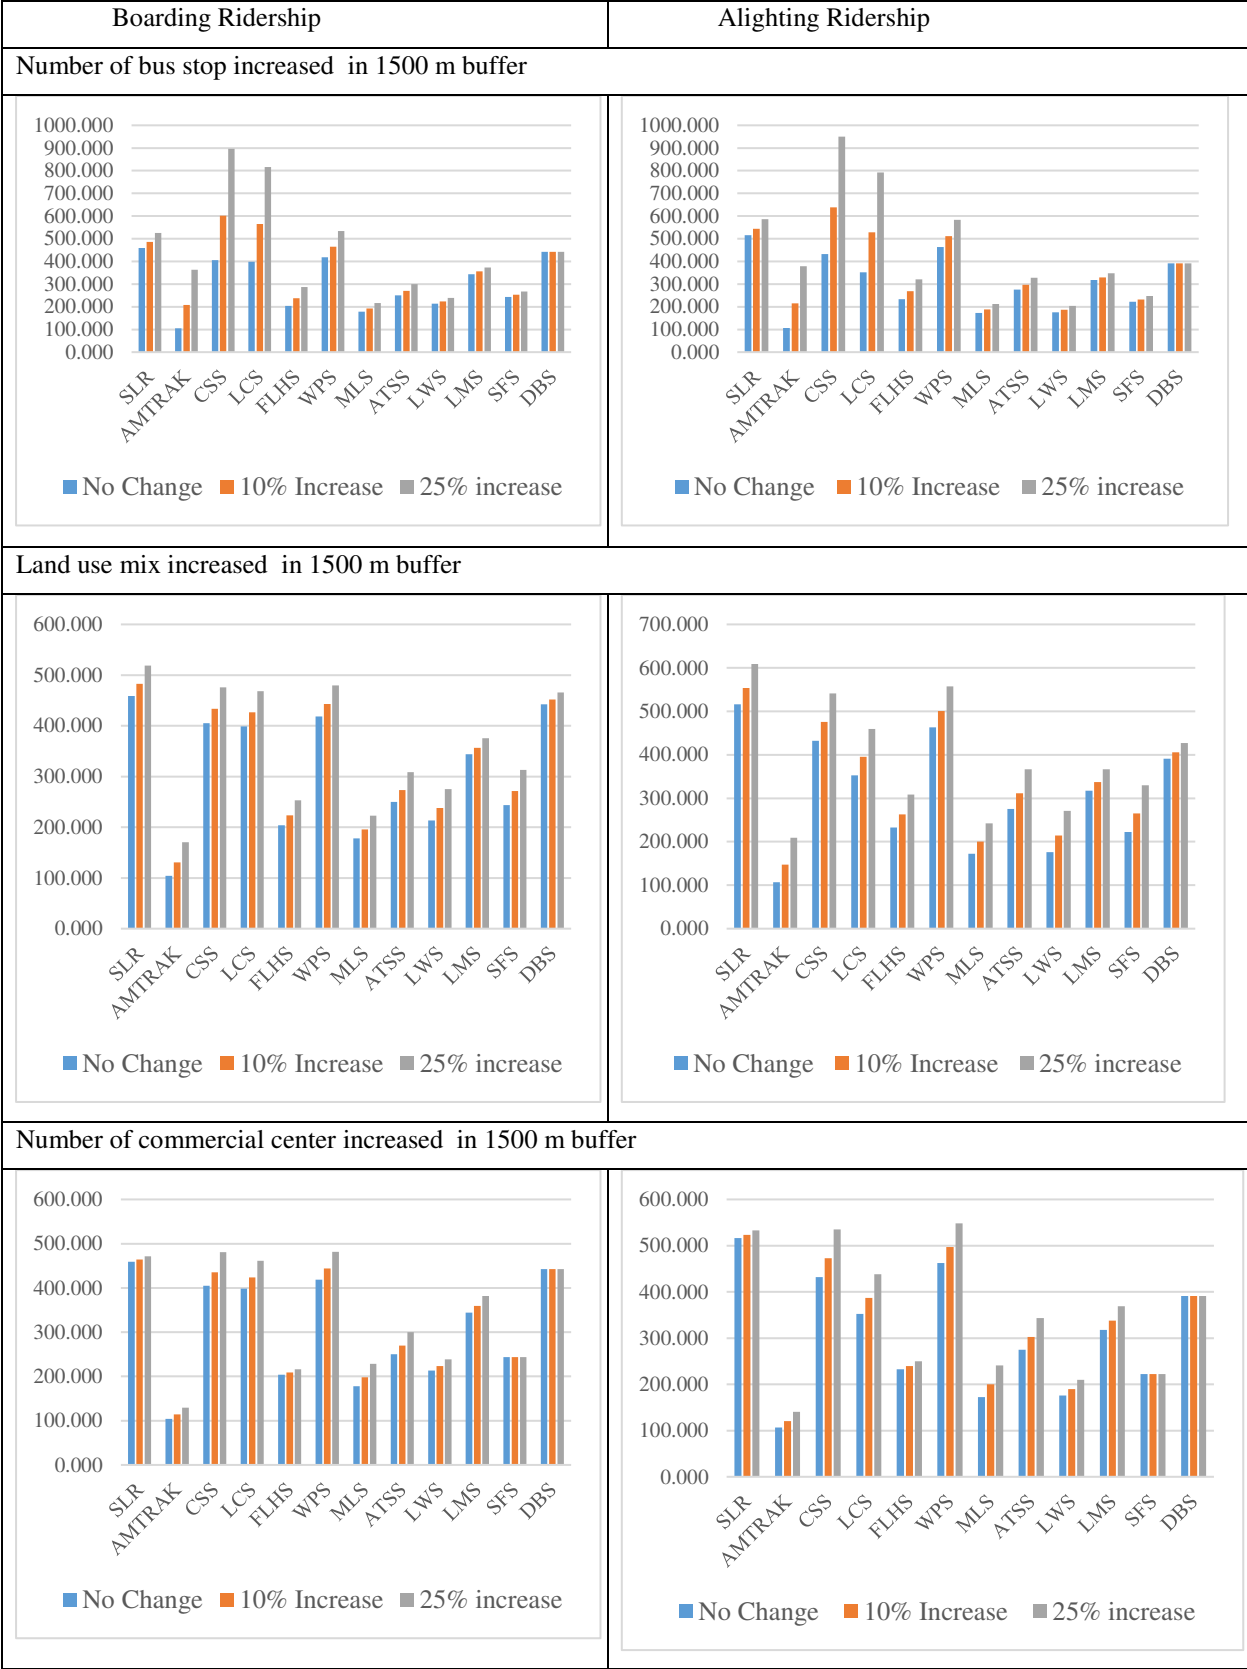 Boarding Ridership
Alighting Ridership
Number of bus stop increased in 1500 m buffer
1000.000
900.000
800.000
700.000
600.000
500.000
400.000
300.000
200.000
100.000
0.000
SLR
AMTRAK
CSS
LCS
FLHS
WPS
MLS
ATSS
LWS
LMS
SFS
DBS
No Change 10% Increase 25% increase
1000.000
900.000
800.000
700.000
600.000
500.000
400.000
300.000
200.000
100.000
0.000
SLR
AMTRAK
CSS
LCS
FLHS
WPS
MLS
ATSS
LWS
LMS
SFS
DBS
No Change 10% Increase 25% increase
Land use mix increased in 1500 m buffer
600.000
500.000
400.000
300.000
200.000
100.000
0.000
SLR
AMTRAK
CSS
LCS
FLHS
WPS
MLS
ATSS
LWS
LMS
SFS
DBS
No Change 10% Increase 25% increase
700.000
600.000
500.000
400.000
300.000
200.000
100.000
0.000
SLR
AMTRAK
CSS
LCS
FLHS
WPS
MLS
ATSS
LWS
LMS
SFS
DBS
No Change 10% Increase 25% increase
Number of commercial center increased in 1500 m buffer
600.000
500.000
400.000
300.000
200.000
100.000
0.000
SLR
AMTRAK
CSS
LCS
FLHS
WPS
MLS
ATSS
LWS
LMS
SFS
DBS
No Change 10% Increase 25% increase
600.000
500.000
400.000
300.000
200.000
100.000
0.000
SLR
AMTRAK
CSS
LCS
FLHS
WPS
MLS
ATSS
LWS
LMS
SFS
DBS
No Change 10% Increase 25% increase